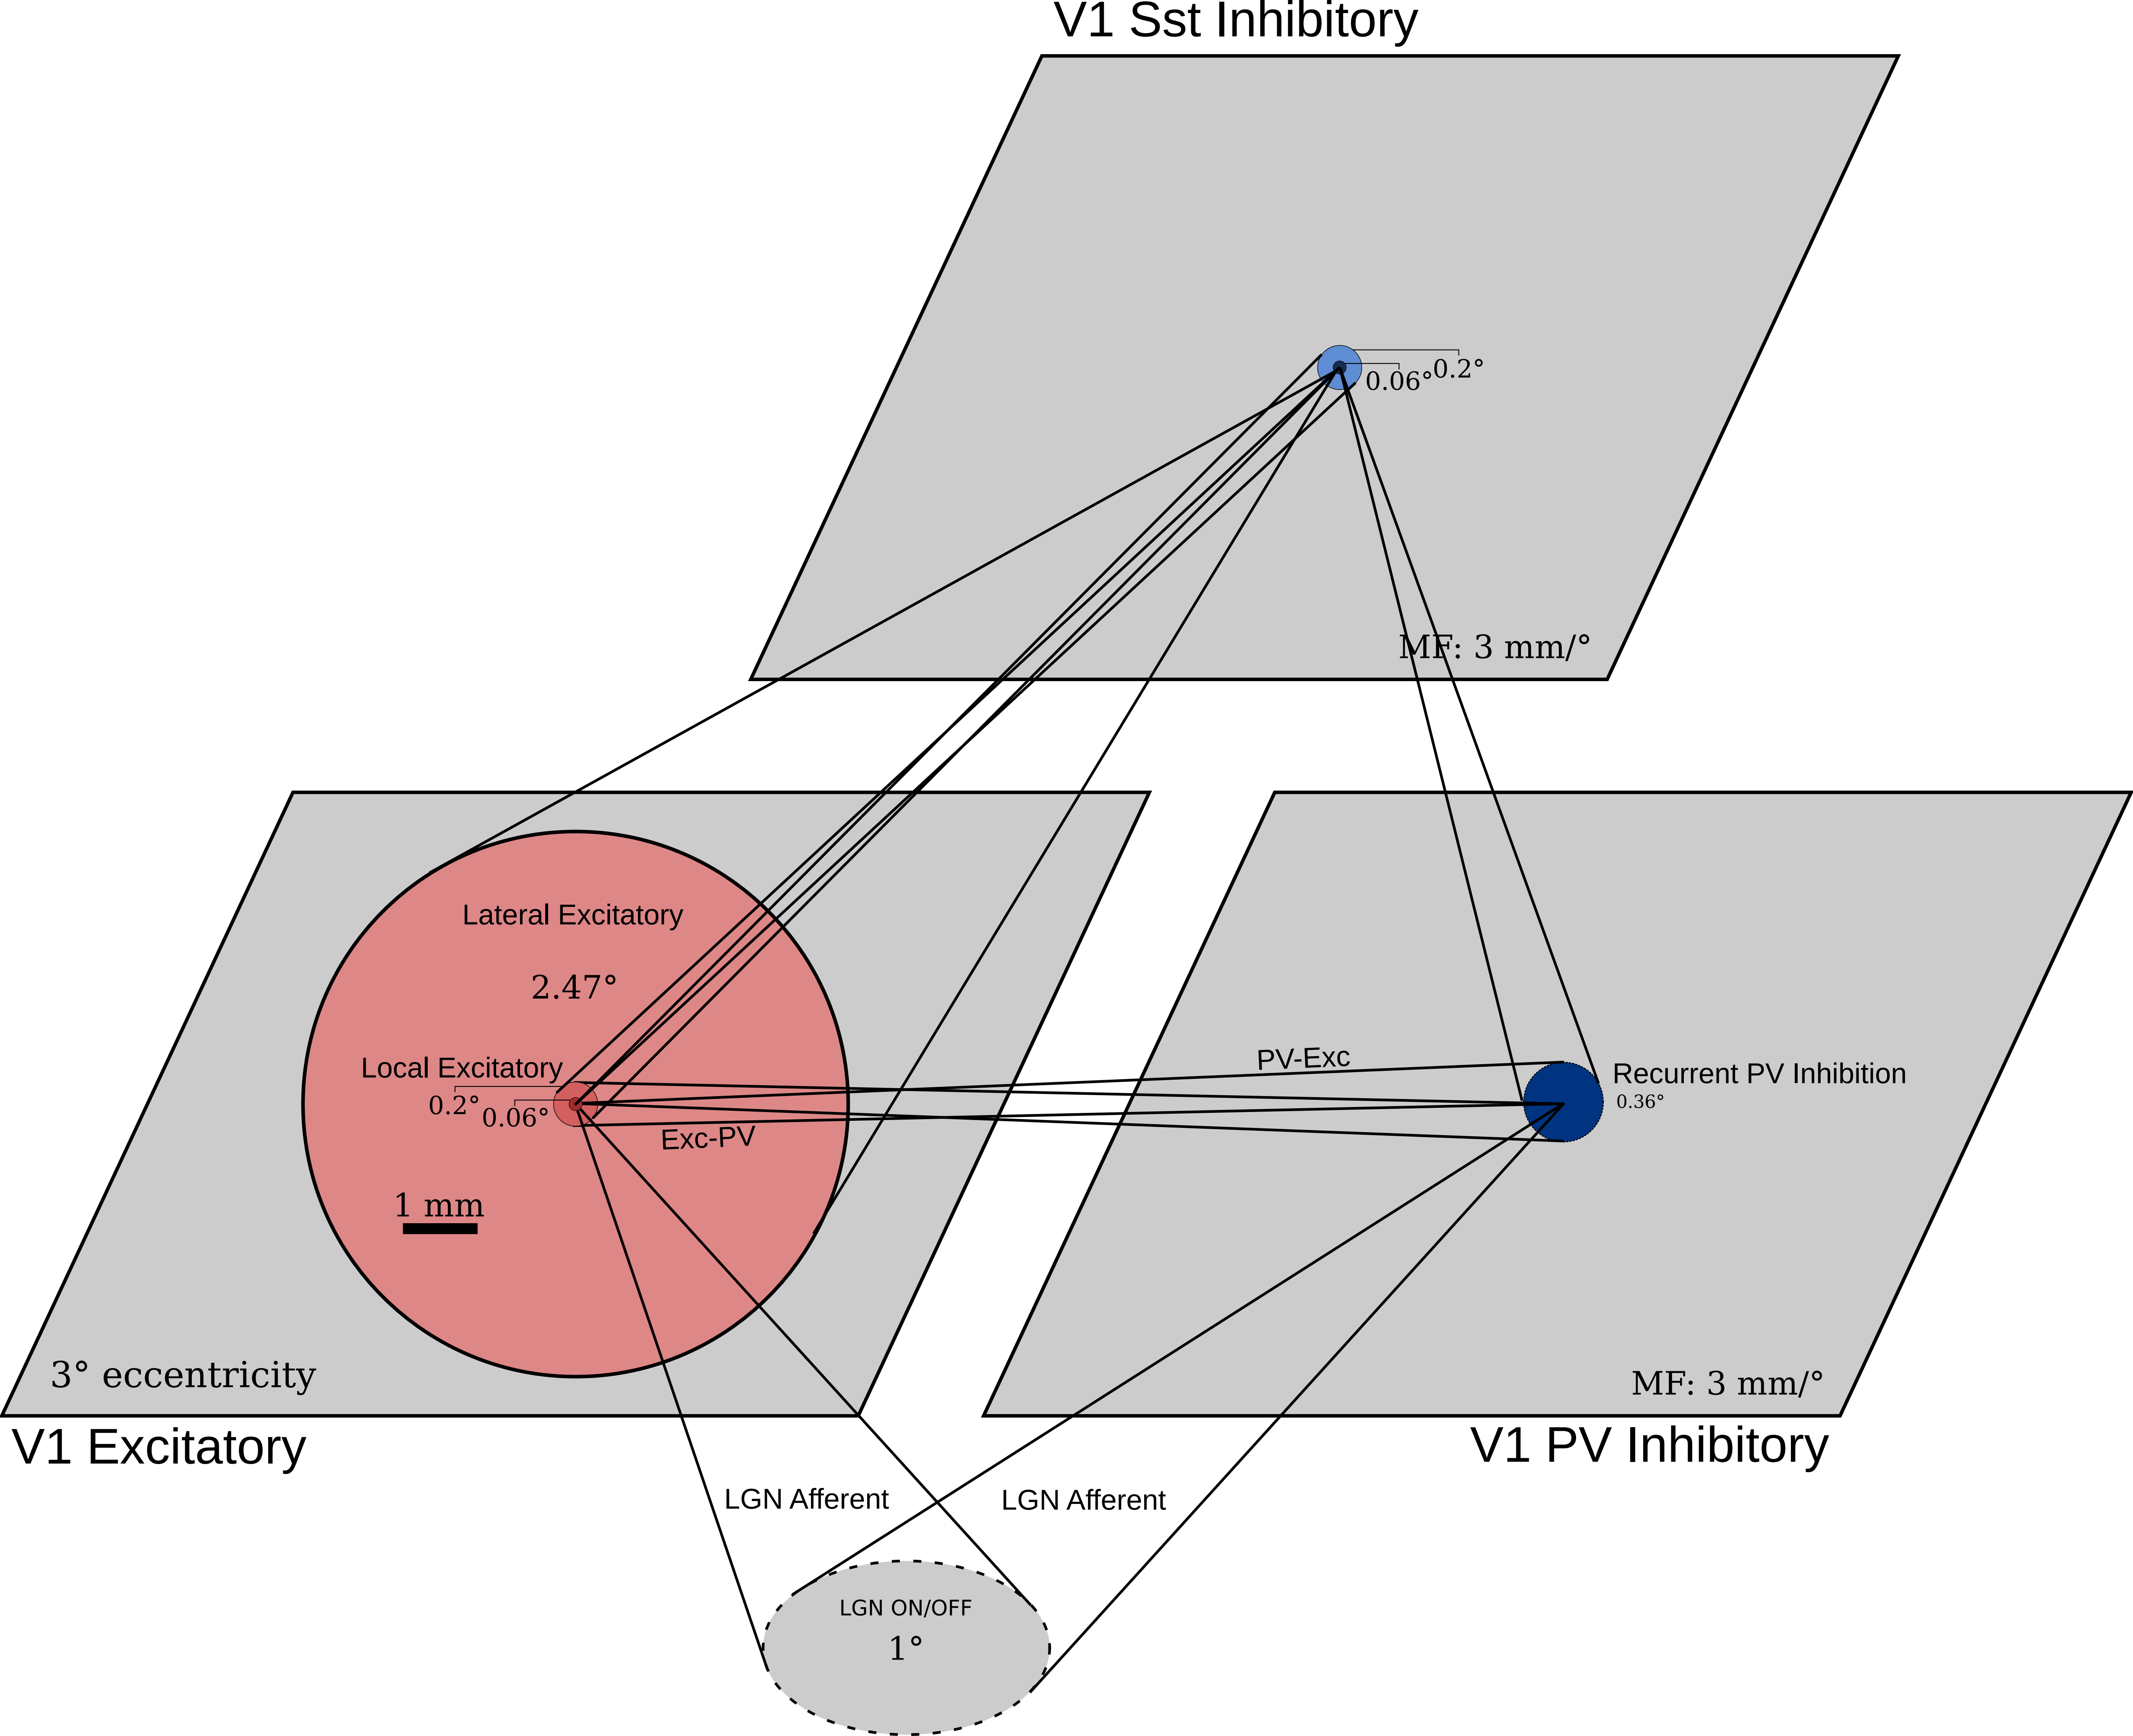 V1 Sst Inhibitory
0.2°
0.06°
MF: 3 mm/°
Lateral Excitatory
2.47°
Local Excitatory
0.2°
0.06°
Exc-PV
PV-Exc
Recurrent PV Inhibition
0.36°
1 mm
3° eccentricity
MF: 3 mm/°
V1 Excitatory
V1 PV Inhibitory
LGN Afferent
LGN Afferent
LGN ON/OFF
1°